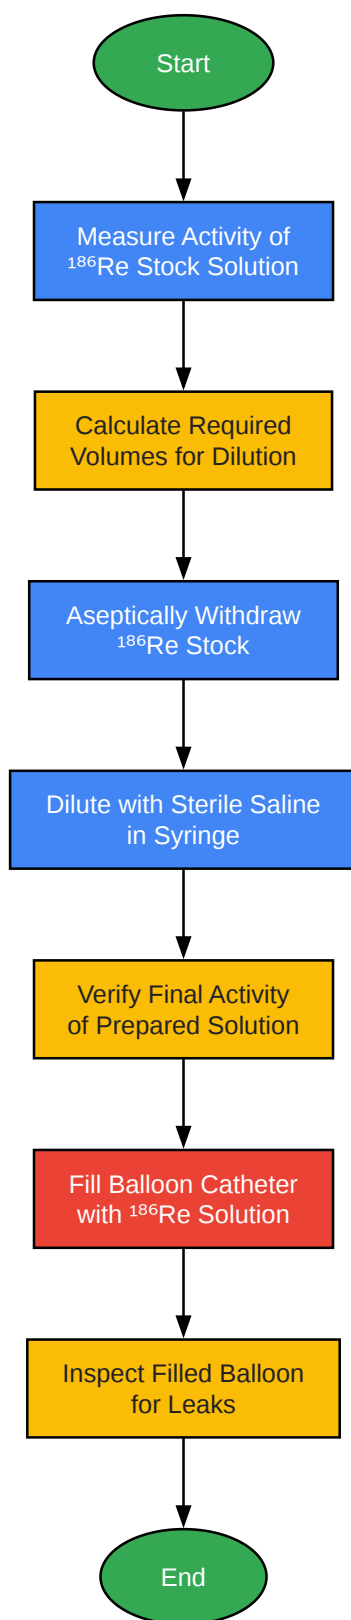 Start
Measure Activity of
¹⁸⁶Re Stock Solution
Calculate Required
Volumes for Dilution
Aseptically Withdraw
¹⁸⁶Re Stock
Dilute with Sterile Saline
in Syringe
Verify Final Activity
of Prepared Solution
Fill Balloon Catheter
with ¹⁸⁶Re Solution
Inspect Filled Balloon
for Leaks
End